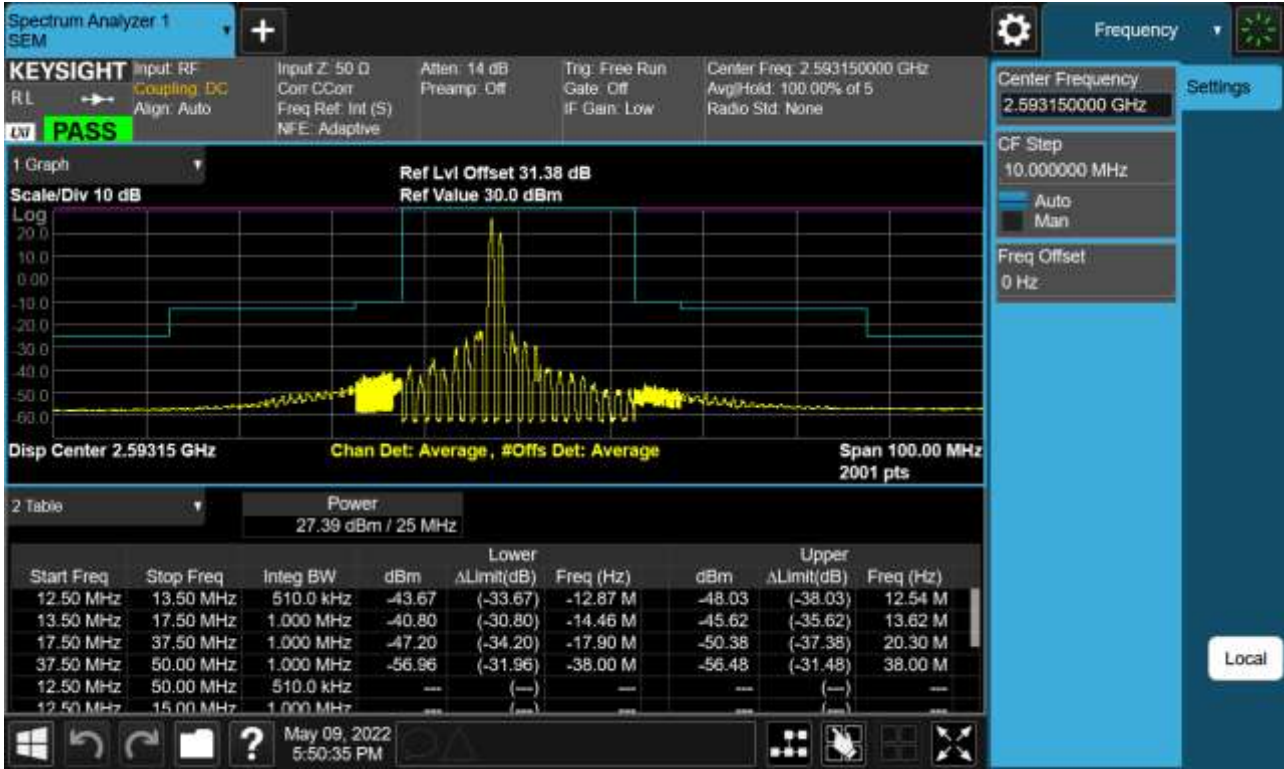 Spectrum Analyzer 1
SEM
Frequency
KEYSIGHT
RL
LXI
PASS
Input: RF
Coupling: DC
Align: Auto
Input Z: 50 Ω
Corr CCorr
Freq Ref: Int (S)
NFE: Adaptive
Atten: 14 dB
Preamp: Off
Trig: Free Run
Gate: Off
IF Gain: Low
Center Freq: 2.593150000 GHz
Avg|Hold: 100.00% of 5
Radio Std: None
Center Frequency
2.593150000 GHz
Settings
CF Step
10.000000 MHz
Auto
Man
Freq Offset
0 Hz
1 Graph
Scale/Div 10 dB
Ref Lvl Offset 31.38 dB
Ref Value 30.0 dBm
Log
20.0
10.0
0.00
-10.0
-20.0
-30.0
-40.0
-50.0
-60.0
Disp Center 2.59315 GHz
Chan Det: Average, #Offs Det: Average
Span 100.00 MHz
2001 pts
2 Table
Power
27.39 dBm / 25 MHz
Lower Upper
Start Freq Stop Freq Integ BW dBm ΔLimit(dB) Freq (Hz) dBm ΔLimit(dB) Freq (Hz)
12.50 MHz 13.50 MHz 510.0 kHz -43.67 (-33.67) -12.87 M -48.03 (-38.03) 12.54 M
13.50 MHz 17.50 MHz 1.000 MHz -40.80 (-30.80) -14.46 M -45.62 (-35.62) 13.62 M
17.50 MHz 37.50 MHz 1.000 MHz -47.20 (-34.20) -17.90 M -50.38 (-37.38) 20.30 M
37.50 MHz 50.00 MHz 1.000 MHz -56.96 (-31.96) -38.00 M -56.48 (-31.48) 38.00 M
12.50 MHz 50.00 MHz 510.0 kHz --- (---) --- --- (---) ---
12.50 MHz 15.00 MHz 1.000 MHz --- (---) --- --- (---) ---
Local
May 09, 2022
5:50:35 PM